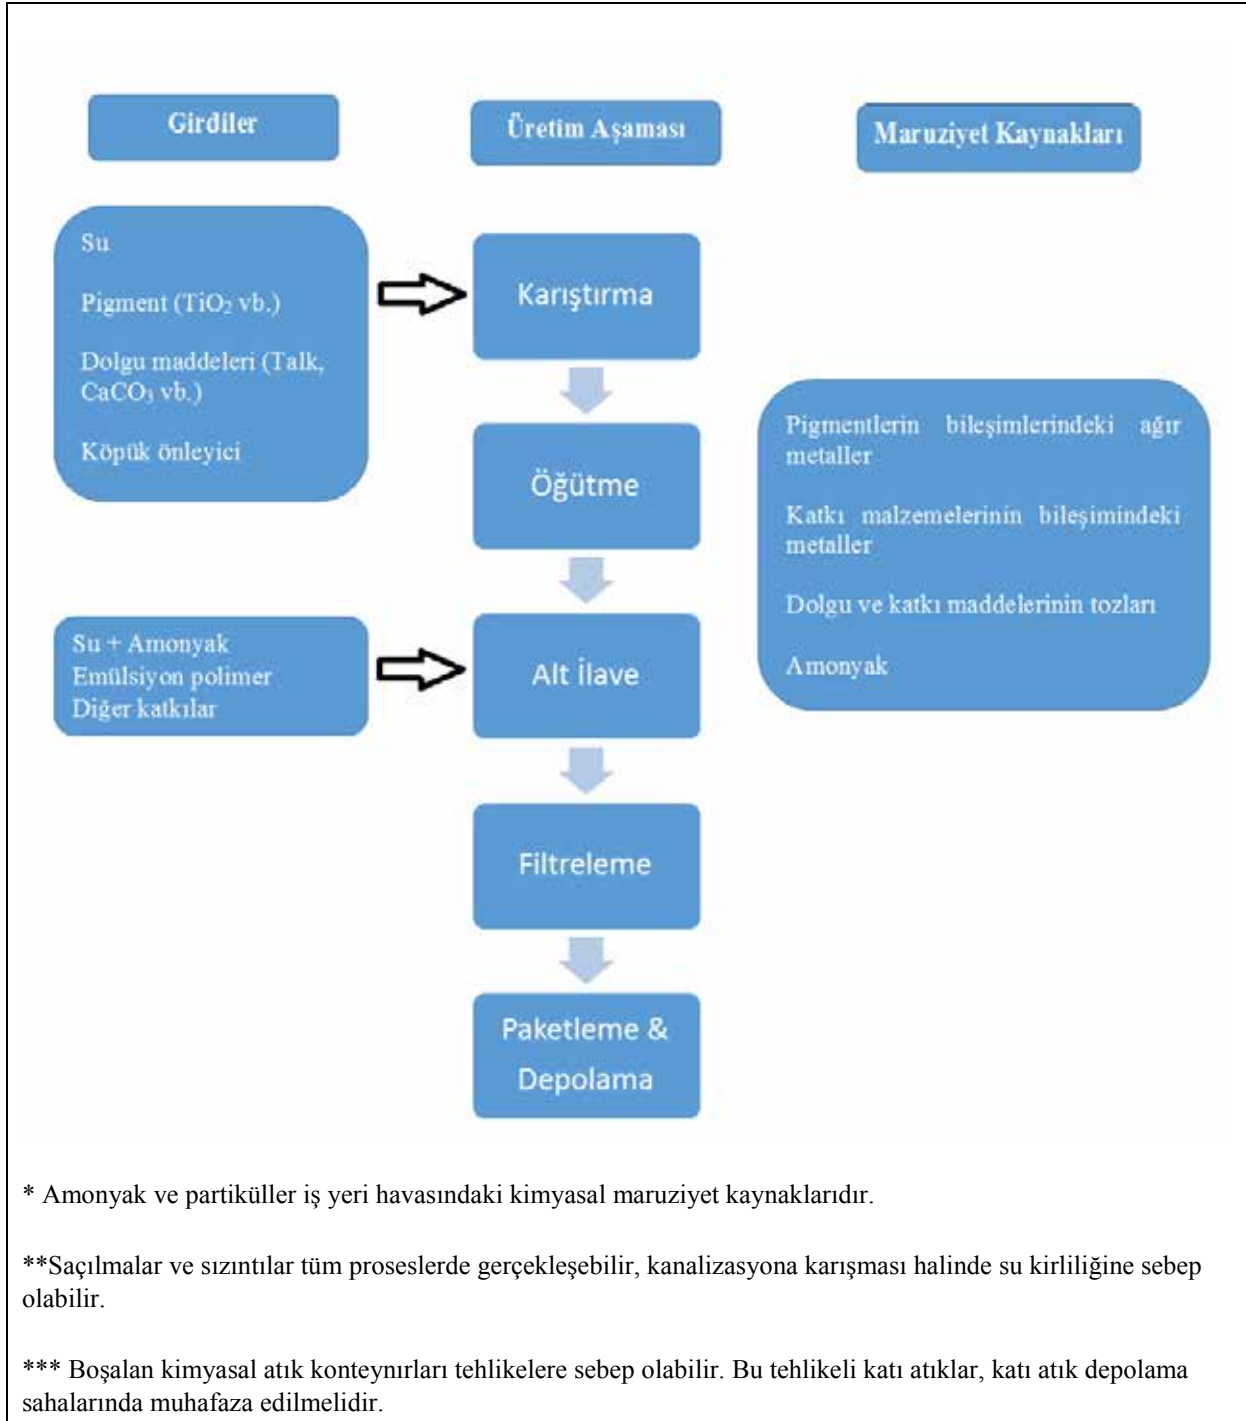 Girdiler
Üretim Aşaması
Maruziyet Kaynakları
Su
Pigment (TiO₂ vb.)
Dolgu maddeleri (Talk,
CaCO₃ vb.)
Köpük önleyici
Karıştırma
Öğütme
Pigmentlerin bileşimlerindeki ağır
metaller
Katkı malzemelerinin bileşimindeki
metaller
Dolgu ve katkı maddelerinin tozları
Amonyak
Su + Amonyak
Emülsiyon polimer
Diğer katkılar
Alt İlave
Filtreleme
Paketleme &
Depolama
* Amonyak ve partiküller iş yeri havasındaki kimyasal maruziyet kaynaklarıdır.
**Saçılmalar ve sızıntılar tüm proseslerde gerçekleşebilir, kanalizasyona karışması halinde su kirliliğine sebep
olabilir.
*** Boşalan kimyasal atık konteynırları tehlikelere sebep olabilir. Bu tehlikeli katı atıklar, katı atık depolama
sahalarında muhafaza edilmelidir.